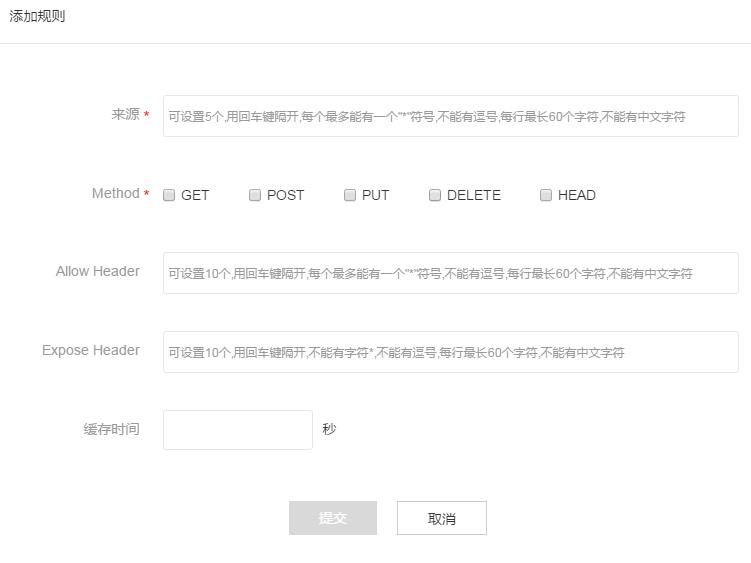 添加规则
来源 * 可设置5个,用回车键隔开,每个最多能有一个"*"符号,不能有逗号,每行最长60个字符,不能有中文字符
Method * GET POST PUT DELETE HEAD
Allow Header 可设置10个,用回车键隔开,每个最多能有一个"*"符号,不能有逗号,每行最长60个字符,不能有中文字符
Expose Header 可设置10个,用回车键隔开,不能有字符*,不能有逗号,每行最长60个字符,不能有中文字符
缓存时间 秒
提交 取消